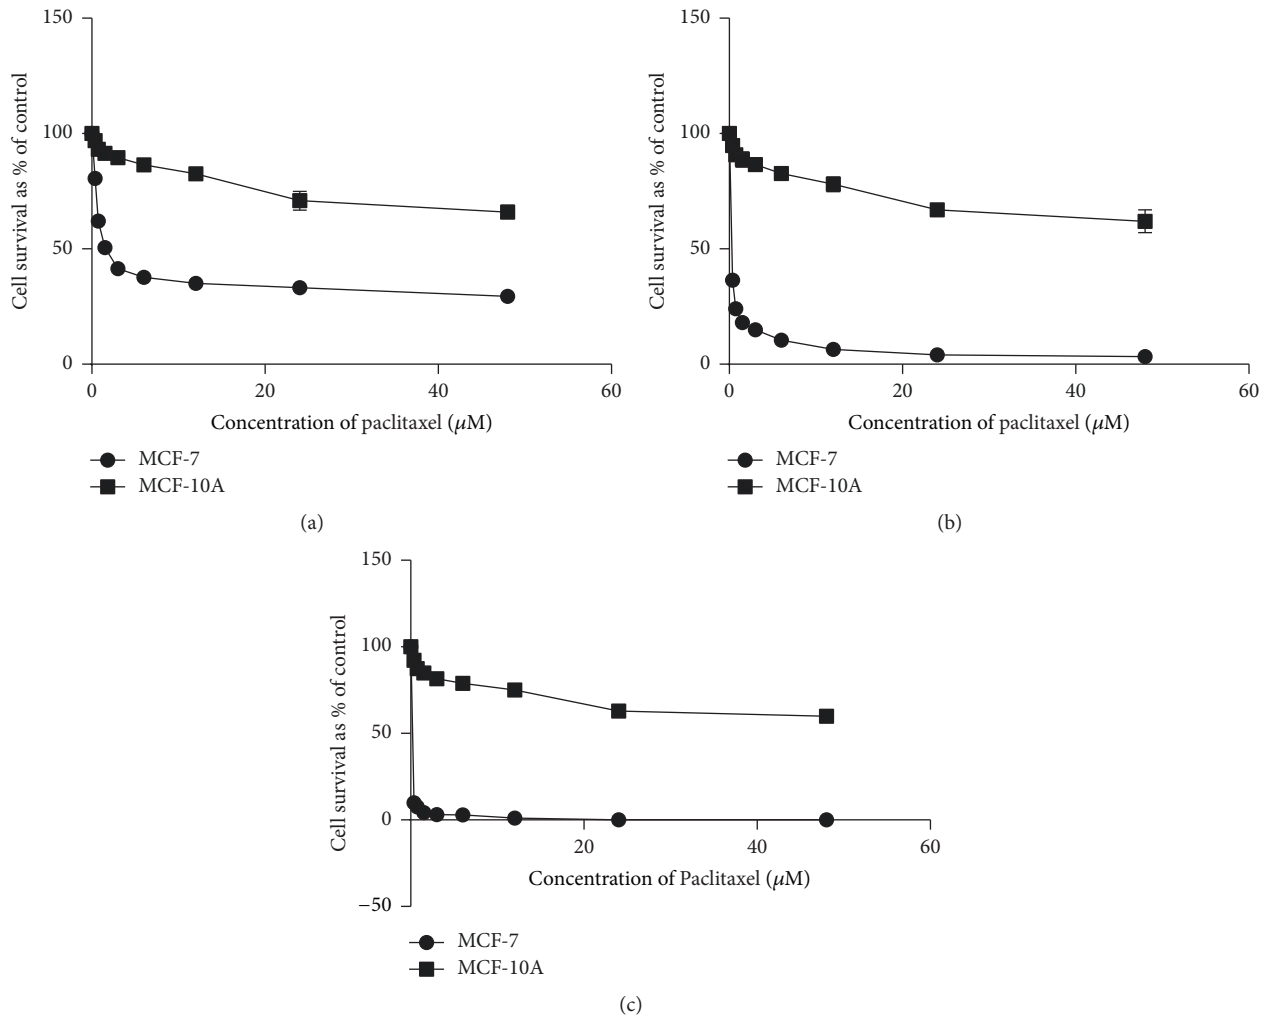 150
100
50
0
Cell survival as % of control
0 20 40 60
Concentration of paclitaxel (μM)
MCF-7
MCF-10A
(a)
150
100
50
0
Cell survival as % of control
0 20 40 60
Concentration of paclitaxel (μM)
MCF-7
MCF-10A
(b)
150
100
50
0
−50
Cell survival as % of control
20 40 60
Concentration of Paclitaxel (μM)
MCF-7
MCF-10A
(c)